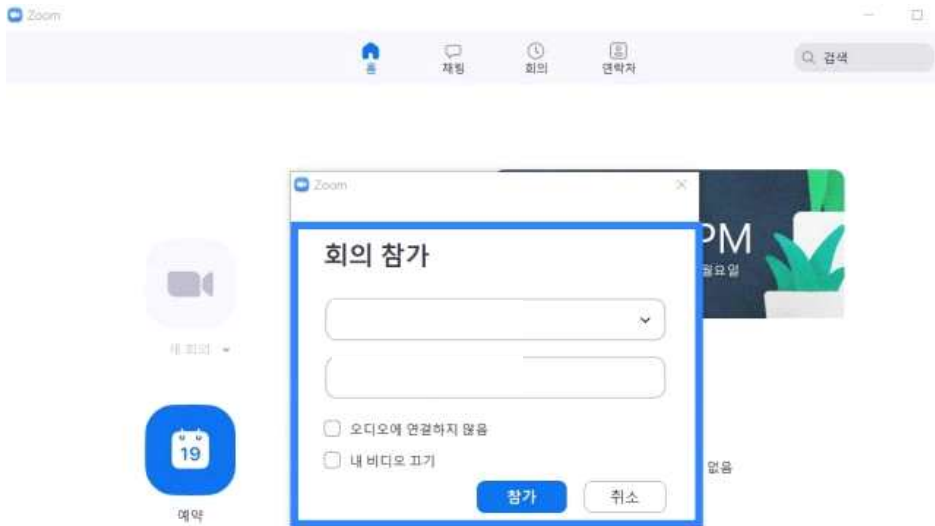 Zoom
홈
채팅
회의
연락차
검색
Zoom
PM
월요일
회의 참가
새 회의
오디오에 연결하지 않음
내 비디오 끄기
19
없음
참가
취소
예약